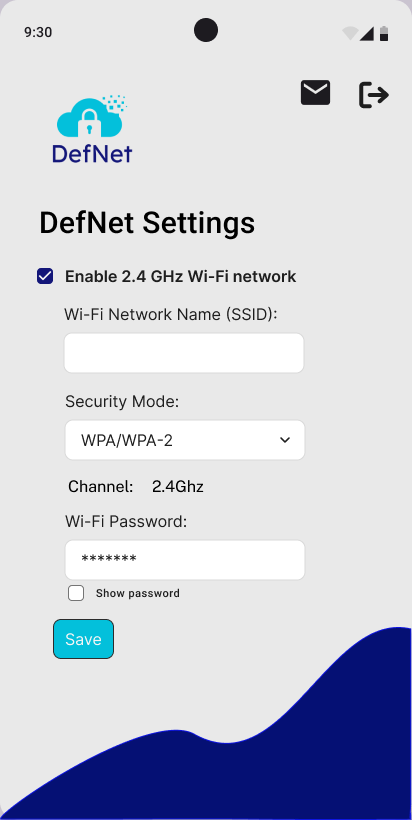 9:30
DefNet
DefNet Settings
Enable 2.4 GHz Wi-Fi network
Wi-Fi Network Name (SSID):
Security Mode:
WPA/WPA-2
Channel: 2.4Ghz
Wi-Fi Password:
*******
Show password
Save